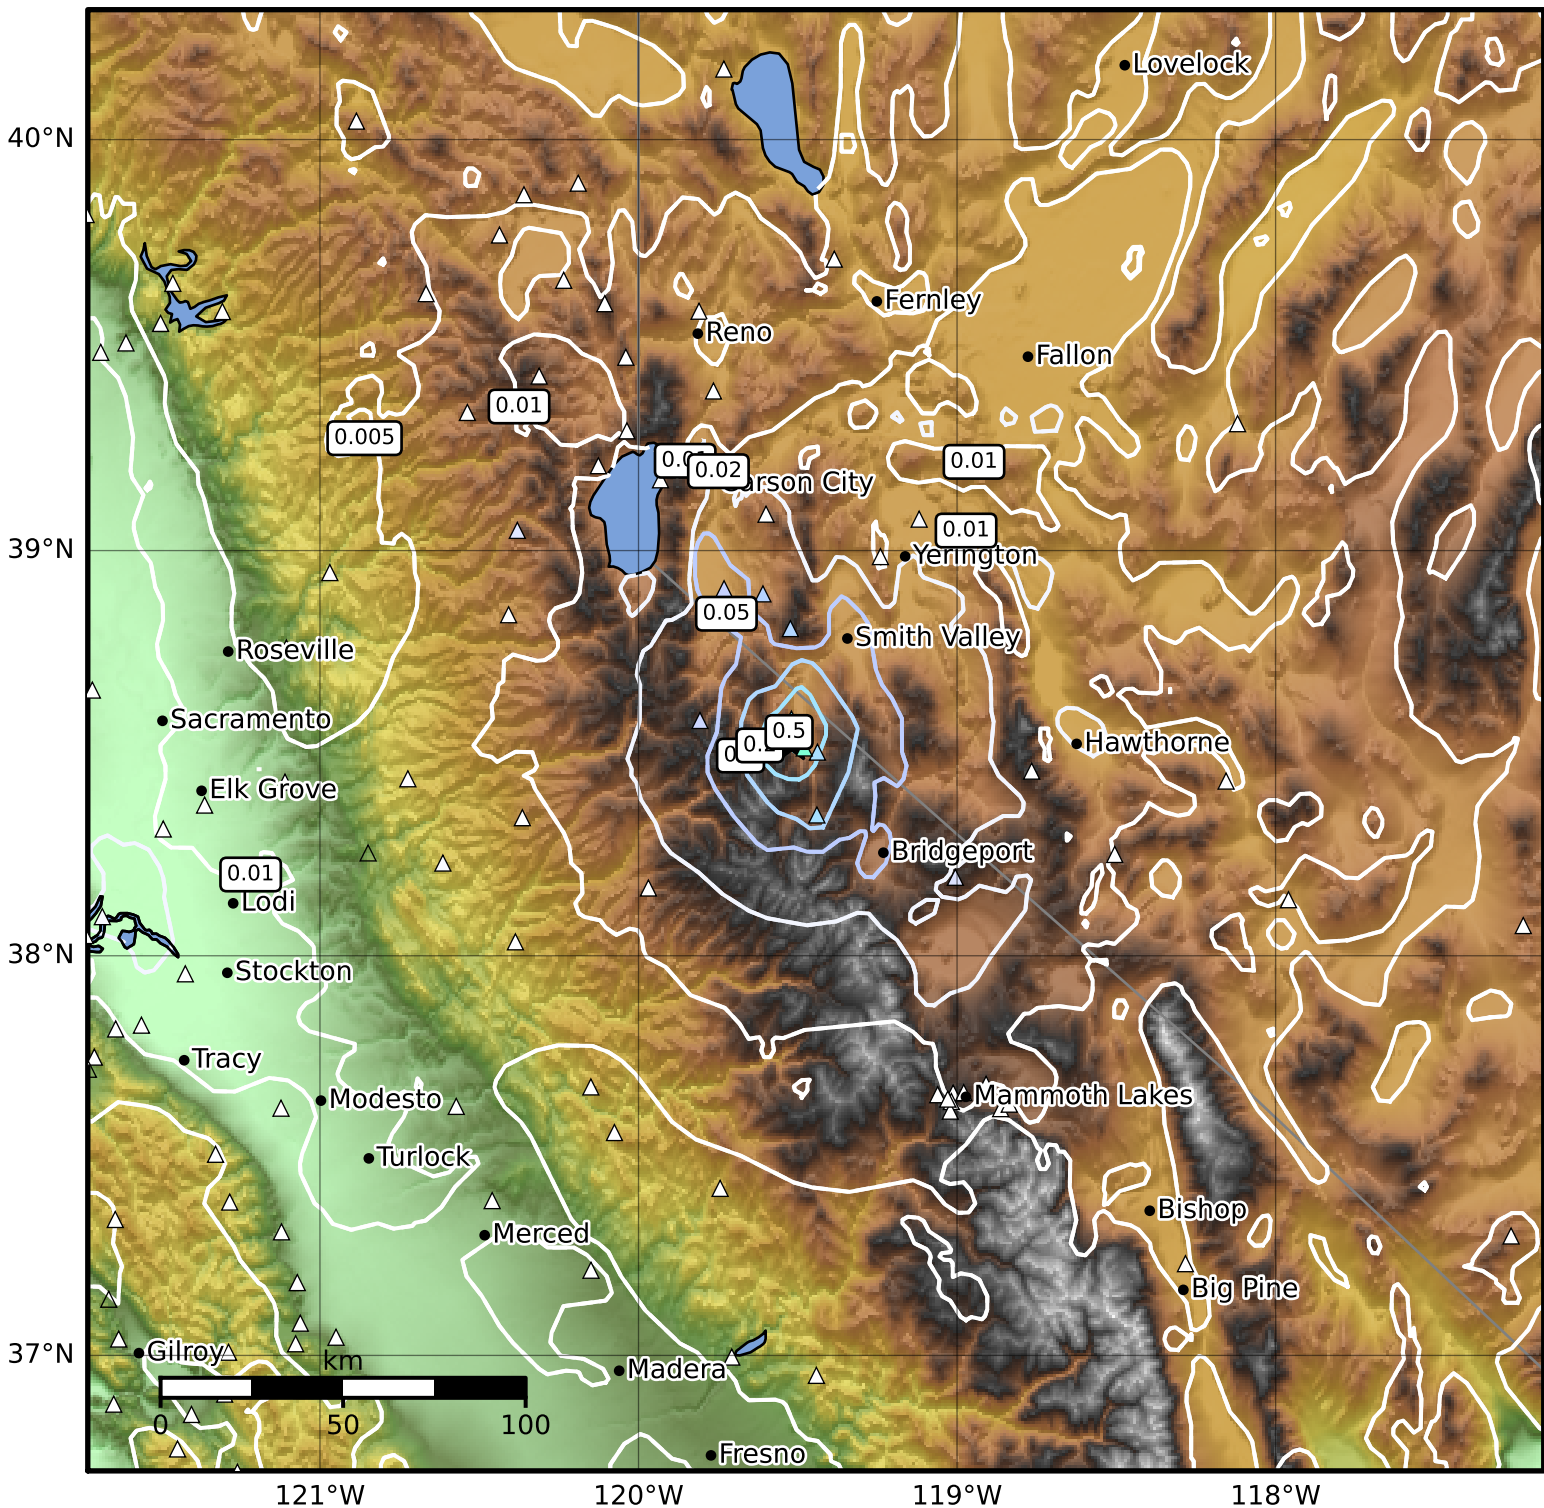 Lovelock
40°N
Fernley
Reno
Fallon
0.01
0.005
0.02
0.01
Carson City
0.01
39°N
Yerington
0.05
Smith Valley
Roseville
Sacramento
0.5
Hawthorne
Elk Grove
Bridgeport
0.01
Lodi
38°N
Stockton
Tracy
Modesto
Mammoth Lakes
Turlock
Bishop
Merced
Big Pine
37°N
Gilroy
km
Madera
0 50 100
Fresno
121°W 120°W 119°W 118°W